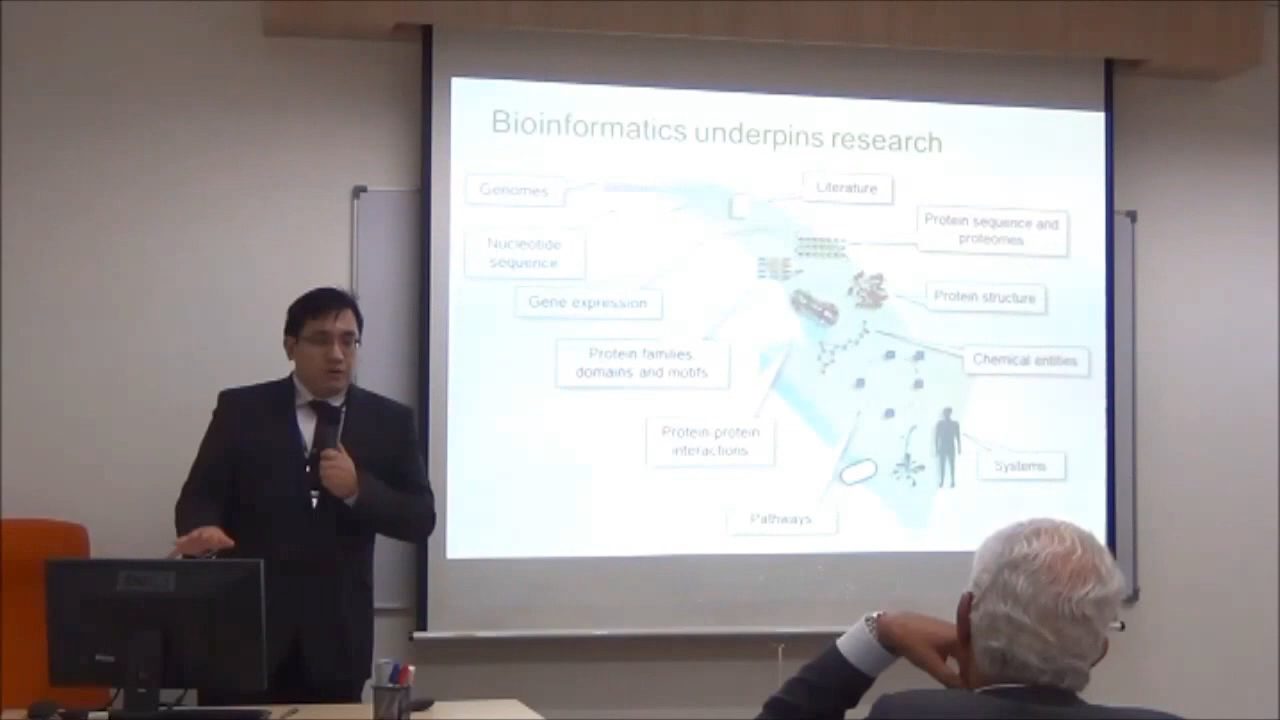 Bioinformatics underpins research
Genomes
Literature
Nucleotide
sequence
Protein sequence and
proteomes
Gene expression
Protein structure
Protein families
domains and motifs
Chemical entities
Protein-protein
interactions
Systems
Pathways